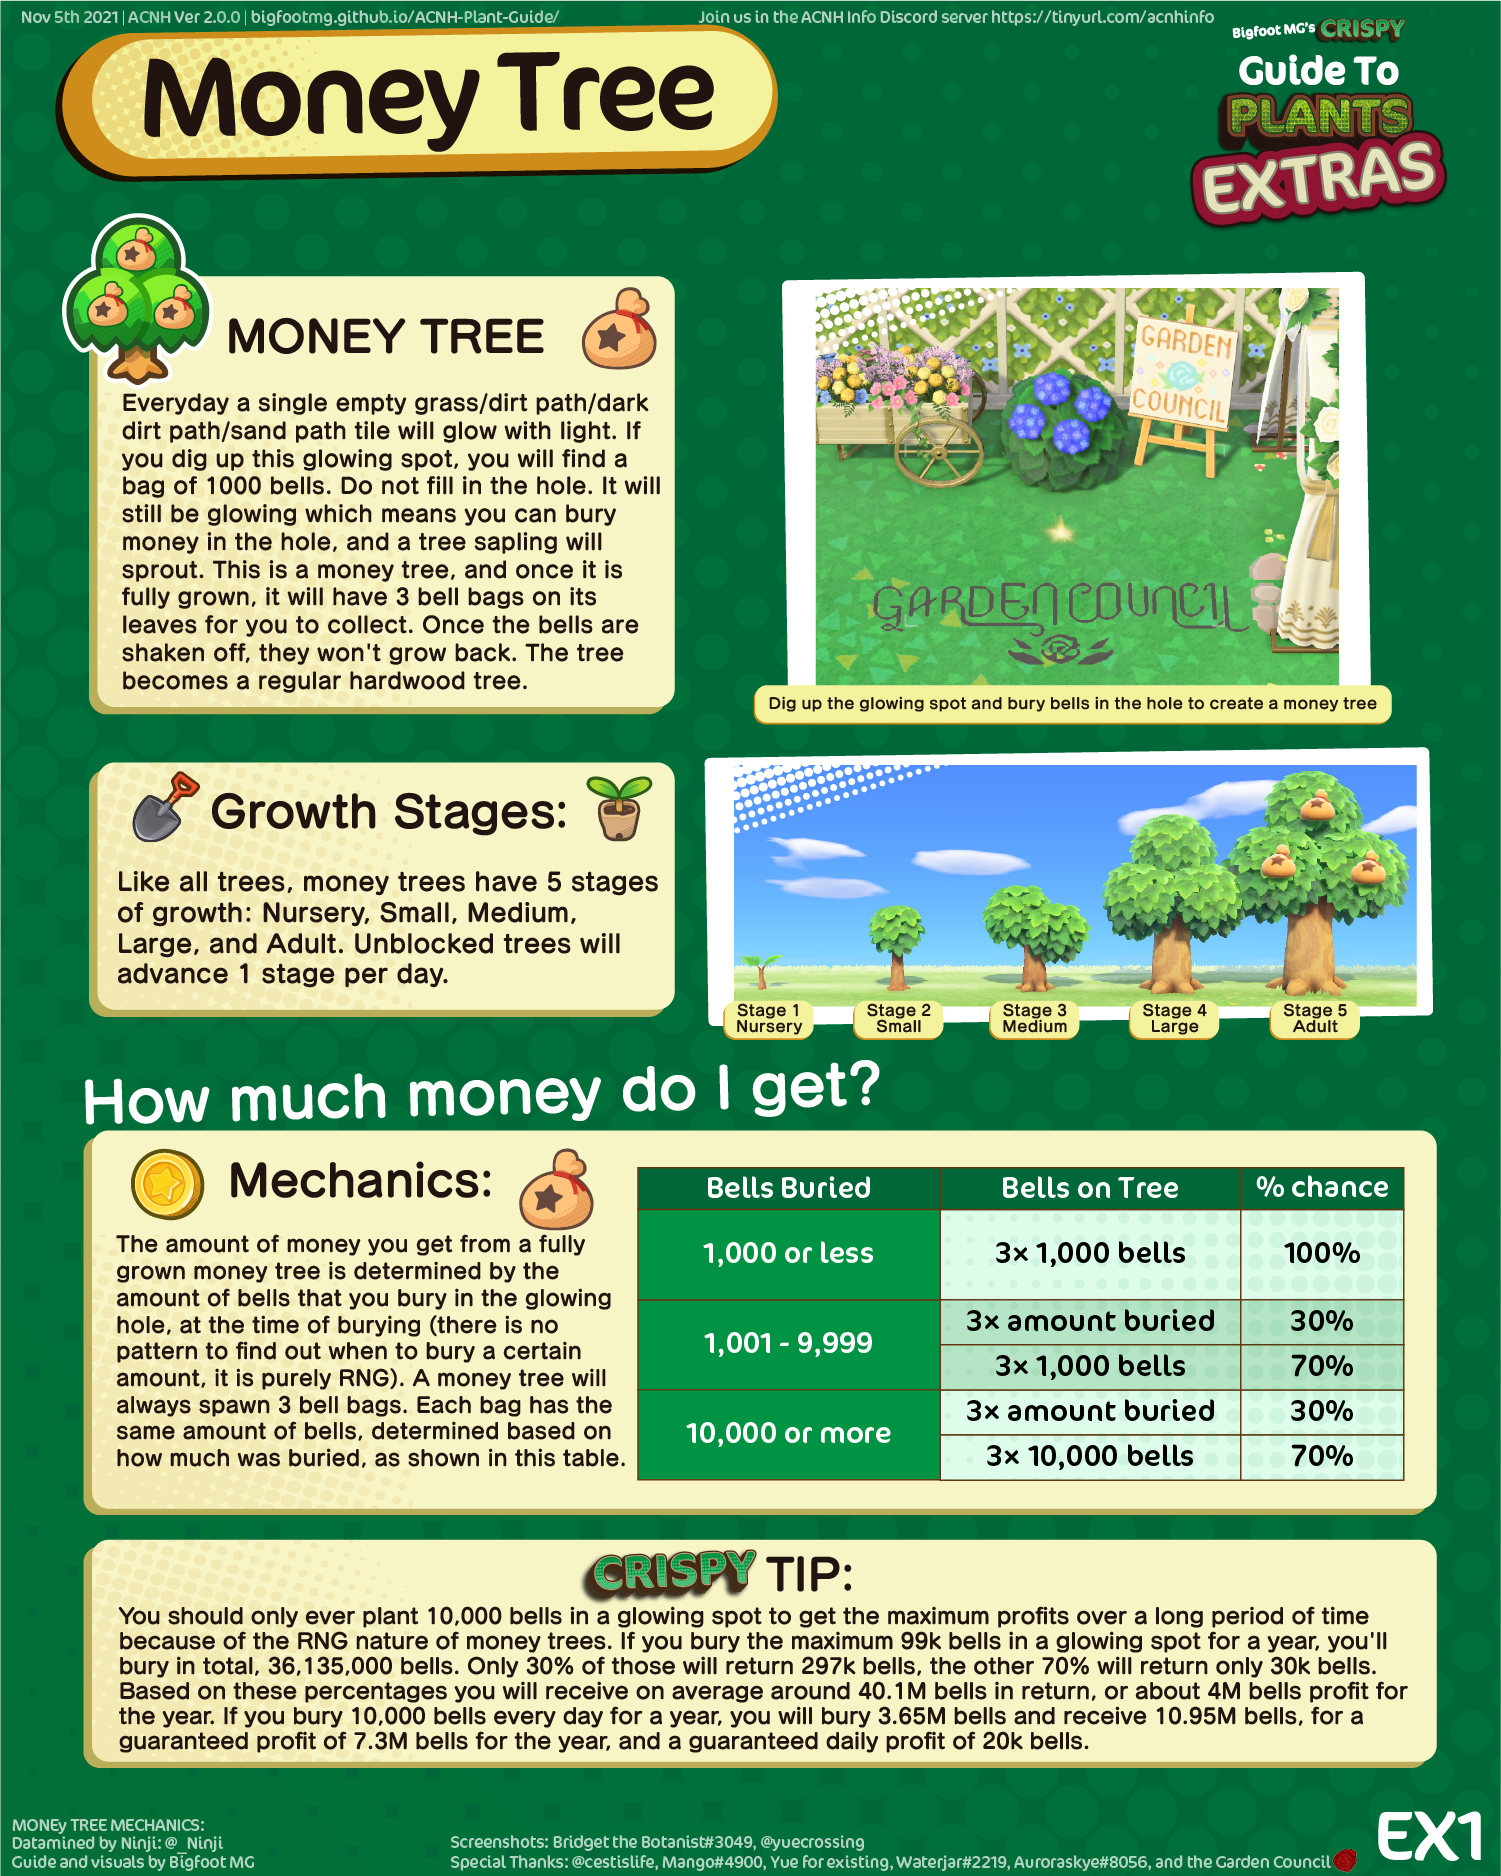 Nov 5th 2021 | ACNH Ver 2.0.0 | bigfootmg.github.io/ACNH-Plant-Guide/
Join us in the ACNH Info Discord server https://tinyurl.com/acnhinfo
Bigfoot MG's CRISPY
Guide To
PLANTS
EXTRAS
Money Tree
MONEY TREE
Everyday a single empty grass/dirt path/dark
dirt path/sand path tile will glow with light. If
you dig up this glowing spot, you will find a
bag of 1000 bells. Do not fill in the hole. It will
still be glowing which means you can bury
money in the hole, and a tree sapling will
sprout. This is a money tree, and once it is
fully grown, it will have 3 bell bags on its
leaves for you to collect. Once the bells are
shaken off, they won't grow back. The tree
becomes a regular hardwood tree.
GARDEN
COUNCIL
GARDEN COUNCIL
Dig up the glowing spot and bury bells in the hole to create a money tree
Growth Stages:
Like all trees, money trees have 5 stages
of growth: Nursery, Small, Medium,
Large, and Adult. Unblocked trees will
advance 1 stage per day.
Stage 1
Nursery
Stage 2
Small
Stage 3
Medium
Stage 4
Large
Stage 5
Adult
How much money do I get?
Mechanics:
The amount of money you get from a fully
grown money tree is determined by the
amount of bells that you bury in the glowing
hole, at the time of burying (there is no
pattern to find out when to bury a certain
amount, it is purely RNG). A money tree will
always spawn 3 bell bags. Each bag has the
same amount of bells, determined based on
how much was buried, as shown in this table.
Bells Buried Bells on Tree % chance
1,000 or less 3× 1,000 bells 100%
1,001 - 9,999 3× amount buried 30%
3× 1,000 bells 70%
10,000 or more 3× amount buried 30%
3× 10,000 bells 70%
CRISPY TIP:
You should only ever plant 10,000 bells in a glowing spot to get the maximum profits over a long period of time
because of the RNG nature of money trees. If you bury the maximum 99k bells in a glowing spot for a year, you'll
bury in total, 36,135,000 bells. Only 30% of those will return 297k bells, the other 70% will return only 30k bells.
Based on these percentages you will receive on average around 40.1M bells in return, or about 4M bells profit for
the year. If you bury 10,000 bells every day for a year, you will bury 3.65M bells and receive 10.95M bells, for a
guaranteed profit of 7.3M bells for the year, and a guaranteed daily profit of 20k bells.
MONEy TREE MECHANICS:
Datamined by Ninji: @_Ninji
Guide and visuals by Bigfoot MG
Screenshots: Bridget the Botanist#3049, @yuecrossing
Special Thanks: @cestislife, Mango#4900, Yue for existing, Waterjar#2219, Auroraskye#8056, and the Garden Council
EX1